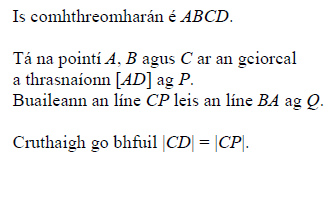 Is comhthreomharán é ABCD.
Tá na pointí A, B agus C ar an gciorcal
a thrasnaíonn [AD] ag P.
Buaileann an líne CP leis an líne BA ag Q.
Cruthaigh go bhfuil |CD| = |CP|.